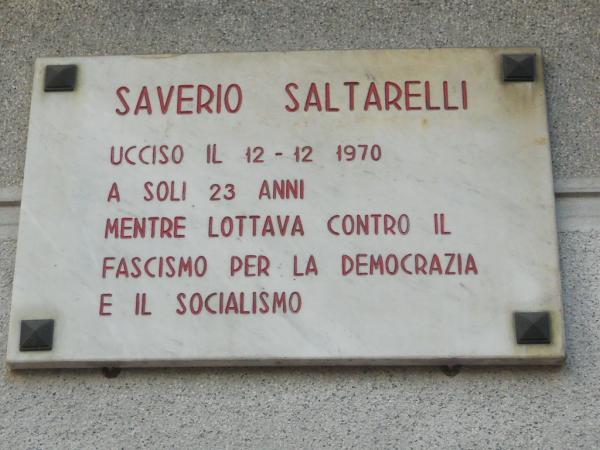 SAVERIO SALTARELLI
UCCISO IL 12-12 1970
A SOLI 23 ANNI
MENTRE LOTTAVA CONTRO IL
FASCISMO PER LA DEMOCRAZIA
E IL SOCIALISMO